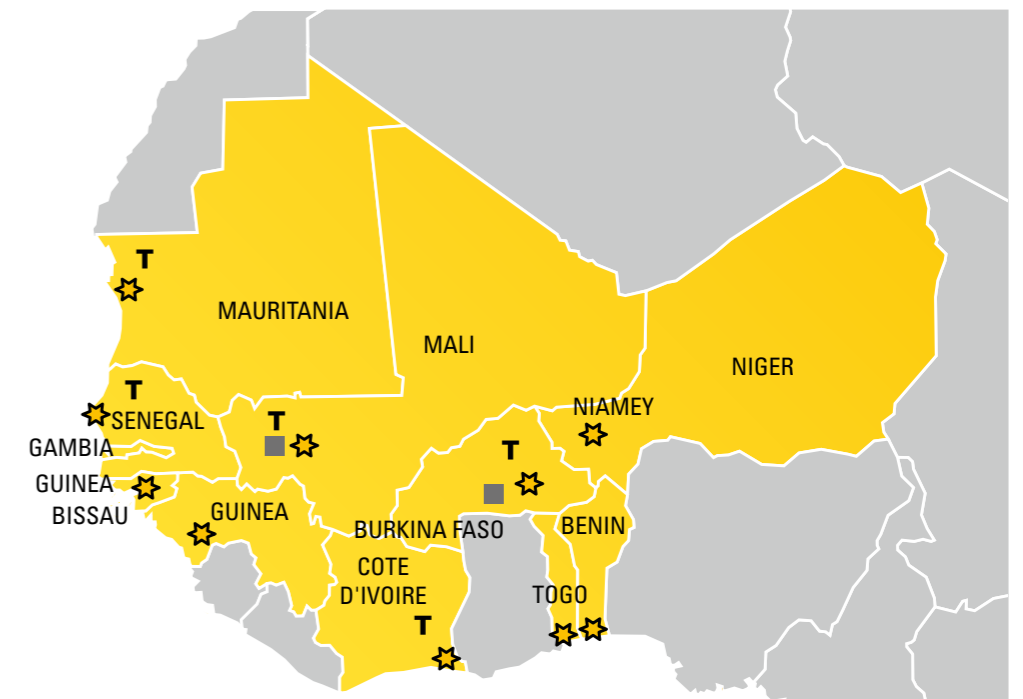 T
MAURITANIA
MALI
NIGER
T
NIAMEY
SENEGAL
T
GAMBIA
T
GUINEA
BISSAU
GUINEA
BURKINA FASO
BENIN
COTE
D'IVOIRE
TOGO
T